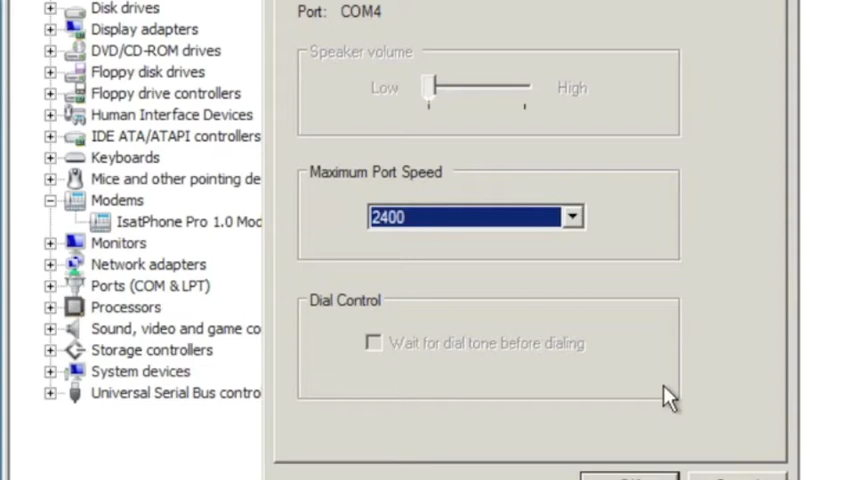 Disk drives
Display adapters
DVD/CD-ROM drives
Floppy disk drives
Floppy drive controllers
Human Interface Devices
IDE ATA/ATAPI controllers
Keyboards
Mice and other pointing de
Modems
IsatPhone Pro 1.0 Mod
Monitors
Network adapters
Ports (COM & LPT)
Processors
Sound, video and game co
Storage controllers
System devices
Universal Serial Bus contro
Port: COM4
Speaker volume
Low High
Maximum Port Speed
2400
Dial Control
Wait for dial tone before dialing